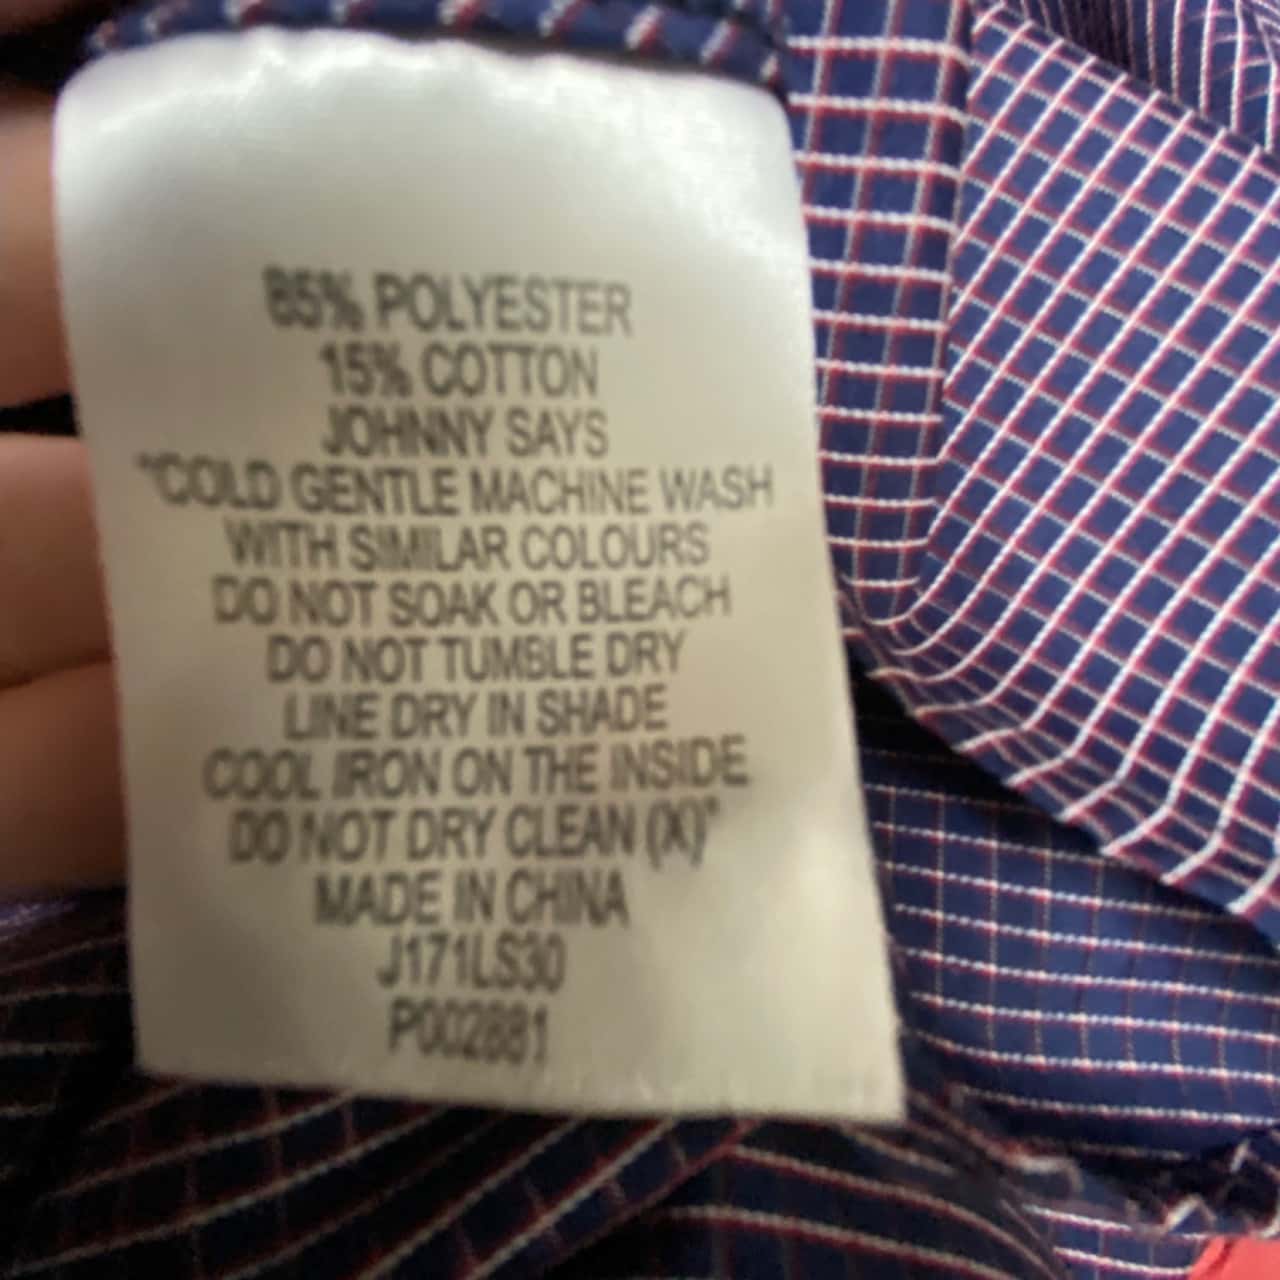 85% POLYESTER
15% COTTON
JOHNNY SAYS
"COLD GENTLE MACHINE WASH
WITH SIMILAR COLOURS
DO NOT SOAK OR BLEACH
DO NOT TUMBLE DRY
LINE DRY IN SHADE
COOL IRON ON THE INSIDE
DO NOT DRY CLEAN (X)"
MADE IN CHINA
J171LS30
P002881